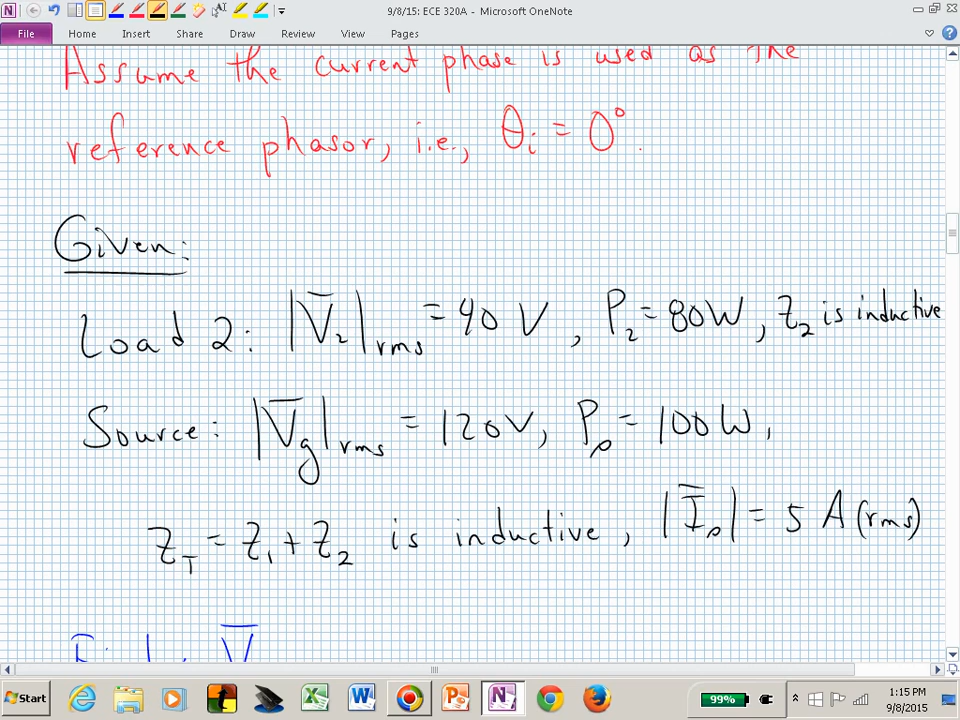 9/8/15: ECE 320A - Microsoft OneNote
File Home Insert Share Draw Review View Pages
Assume the current phase is used as the
reference phasor, i.e., θi = 0°.
Given:
Load 2: |V̅2|rms = 40 V, P2 = 80W, Z2 is inductive
Source: |V̅g|rms = 120V, Po = 100W,
ZT = Z1 + Z2 is inductive, |I̅o| = 5 A (rms)
Start
99%
1:15 PM
9/8/2015